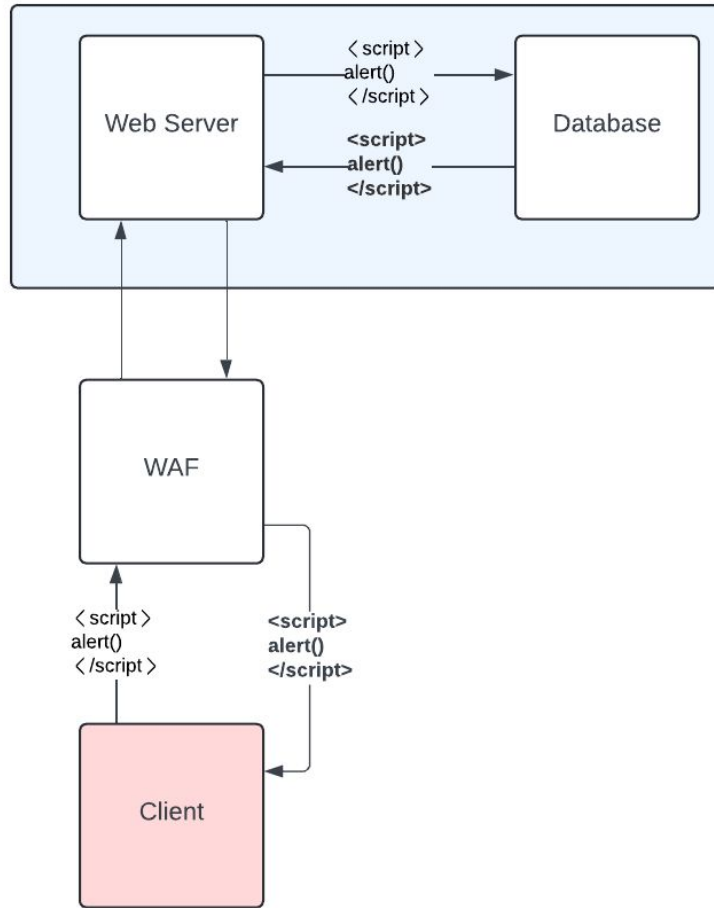 〈script〉
alert()
〈/script〉
Web Server
Database
<script>
alert()
</script>
WAF
〈script〉
alert()
〈/script〉
<script>
alert()
</script>
Client